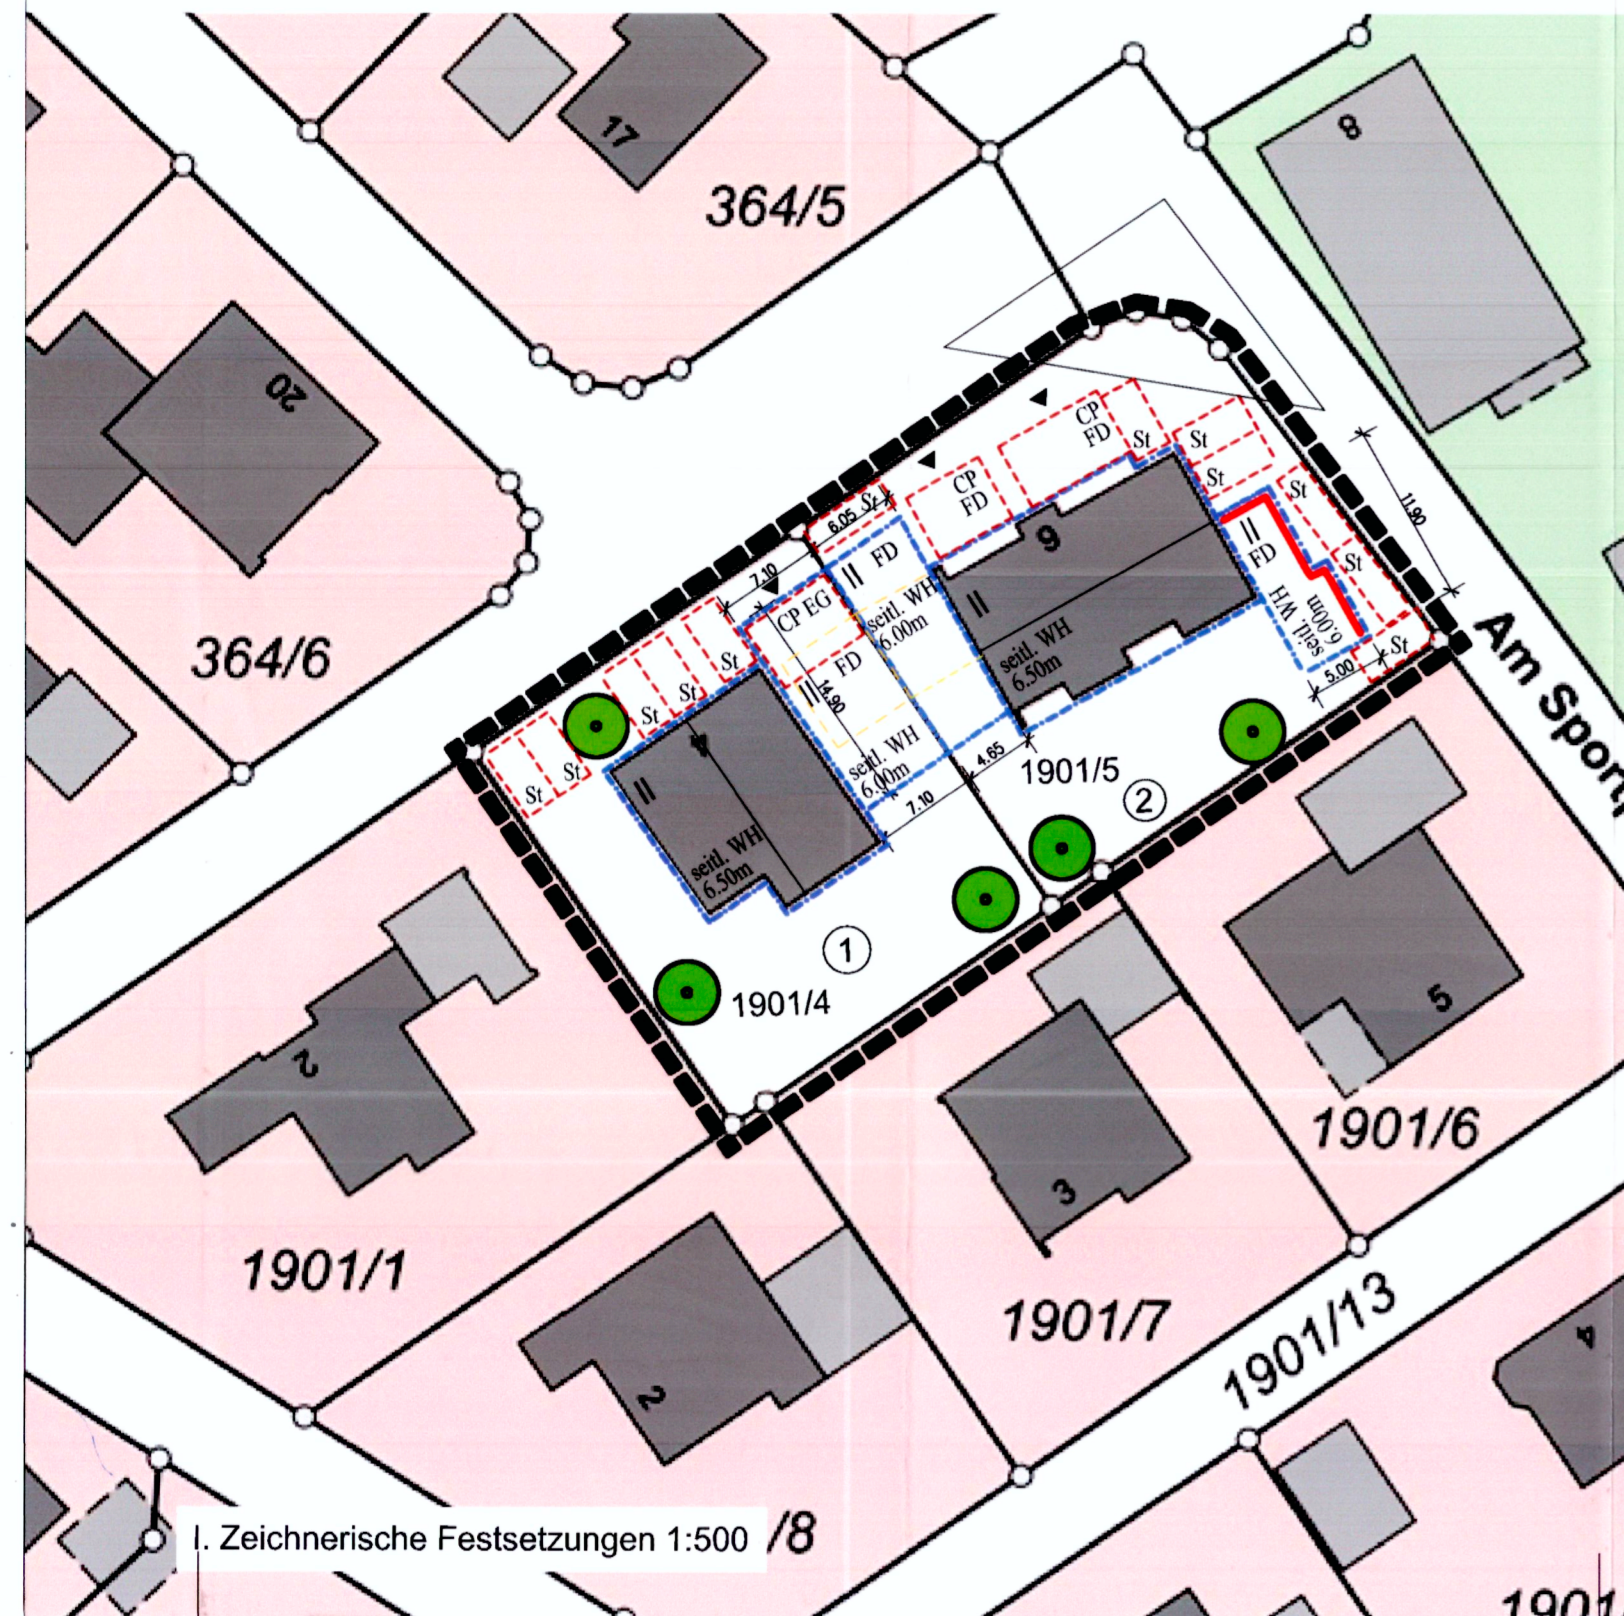 17
8
364/5
20
CP
FD
St
St
CP
FD
St
St
6.05
St
11.90
6
II
FD
II
FD
St
7.10
CP EG
II
seitl. WH
6.00m
seitl. WH
6.00m
364/6
FD
seitl. WH
6.50m
St
St
II
14.90
5.00
Am Sport
St
St
4
seitl. WH
6.00m
4.65
1901/5
St
St
II
7.10
2
seitl. WH
6.50m
1
1901/4
5
2
1901/6
3
1901/1
1901/7
1901/13
4
2
I. Zeichnerische Festsetzungen 1:500
/8
1901